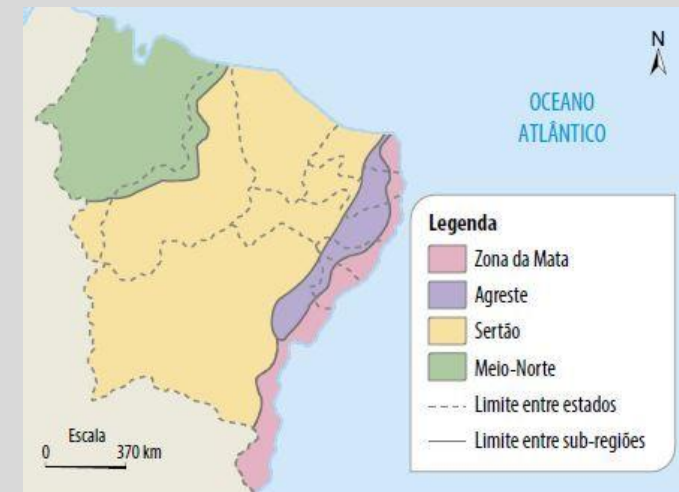 N
OCEANO
ATLÂNTICO
Legenda
Zona da Mata
Agreste
Sertão
Meio-Norte
Limite entre estados
Limite entre sub-regiões
Escala
0 370 km